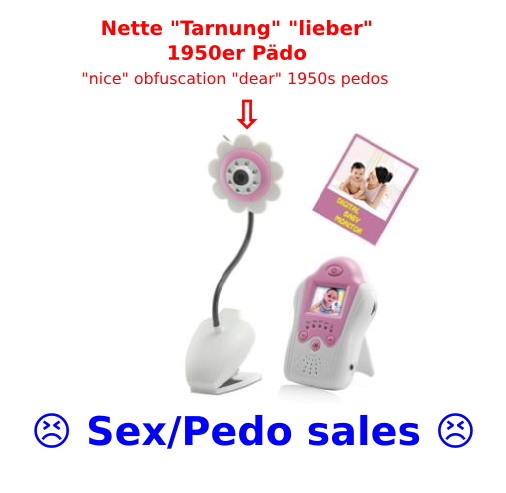 Nette "Tarnung" "lieber"
1950er Pädo
"nice" obfuscation "dear" 1950s pedos
DIGITAL
BABY
MONITOR
☹ Sex/Pedo sales ☹